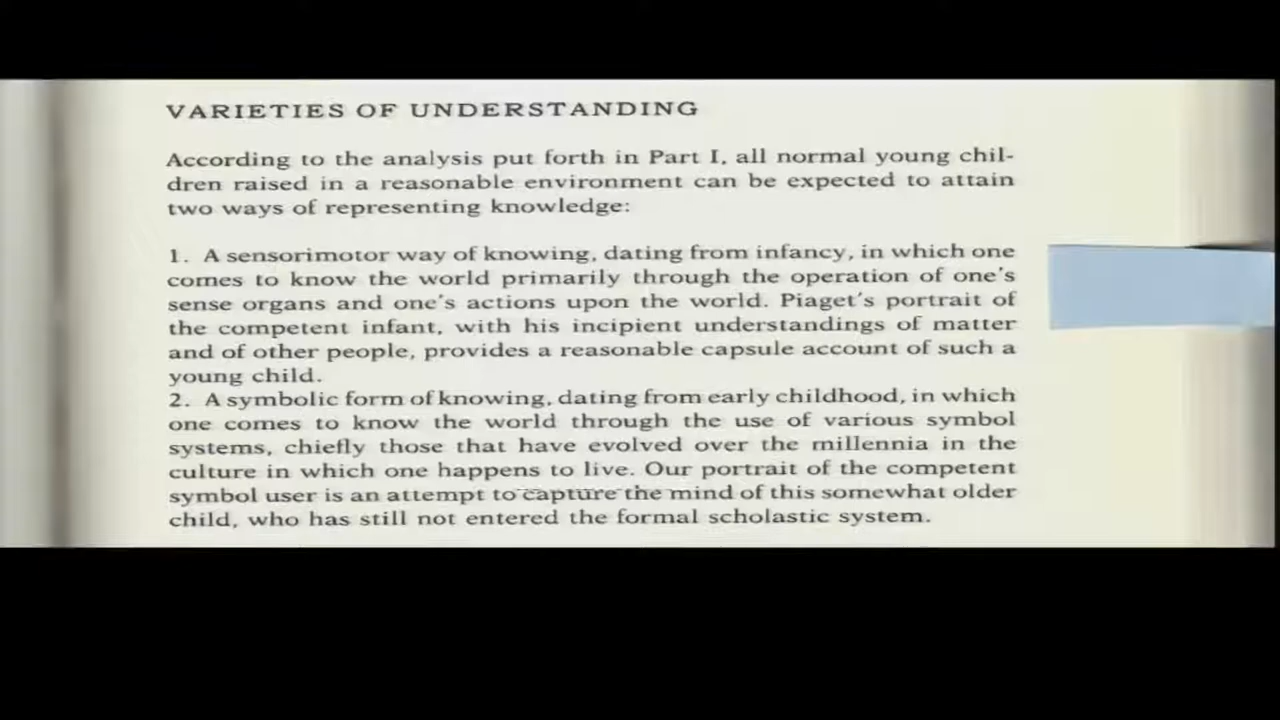 VARIETIES OF UNDERSTANDING
According to the analysis put forth in Part I, all normal young chil-
dren raised in a reasonable environment can be expected to attain
two ways of representing knowledge:
1. A sensorimotor way of knowing, dating from infancy, in which one
comes to know the world primarily through the operation of one's
sense organs and one's actions upon the world. Piaget's portrait of
the competent infant, with his incipient understandings of matter
and of other people, provides a reasonable capsule account of such a
young child.
2. A symbolic form of knowing, dating from early childhood, in which
one comes to know the world through the use of various symbol
systems, chiefly those that have evolved over the millennia in the
culture in which one happens to live. Our portrait of the competent
symbol user is an attempt to capture the mind of this somewhat older
child, who has still not entered the formal scholastic system.